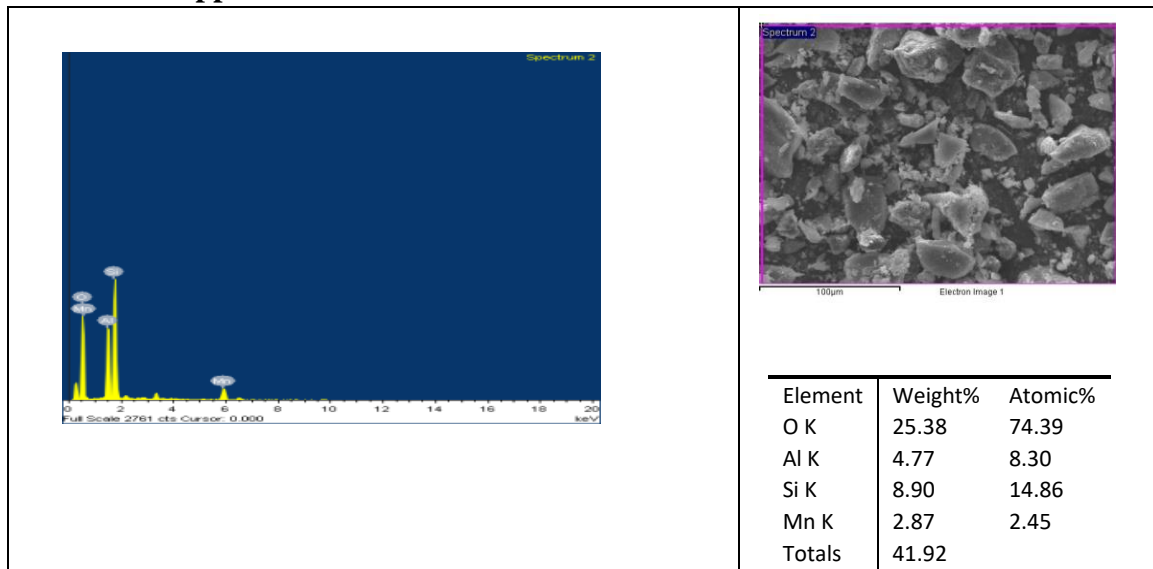 Spectrum 2
Si
O
Mn
Al
Mn
0 2 4 6 8 10 12 14 16 18 20
Full Scale 2761 cts Cursor: 0.000 keV
Spectrum 2
100µm Electron Image 1
Element Weight% Atomic%
O K 25.38 74.39
Al K 4.77 8.30
Si K 8.90 14.86
Mn K 2.87 2.45
Totals 41.92